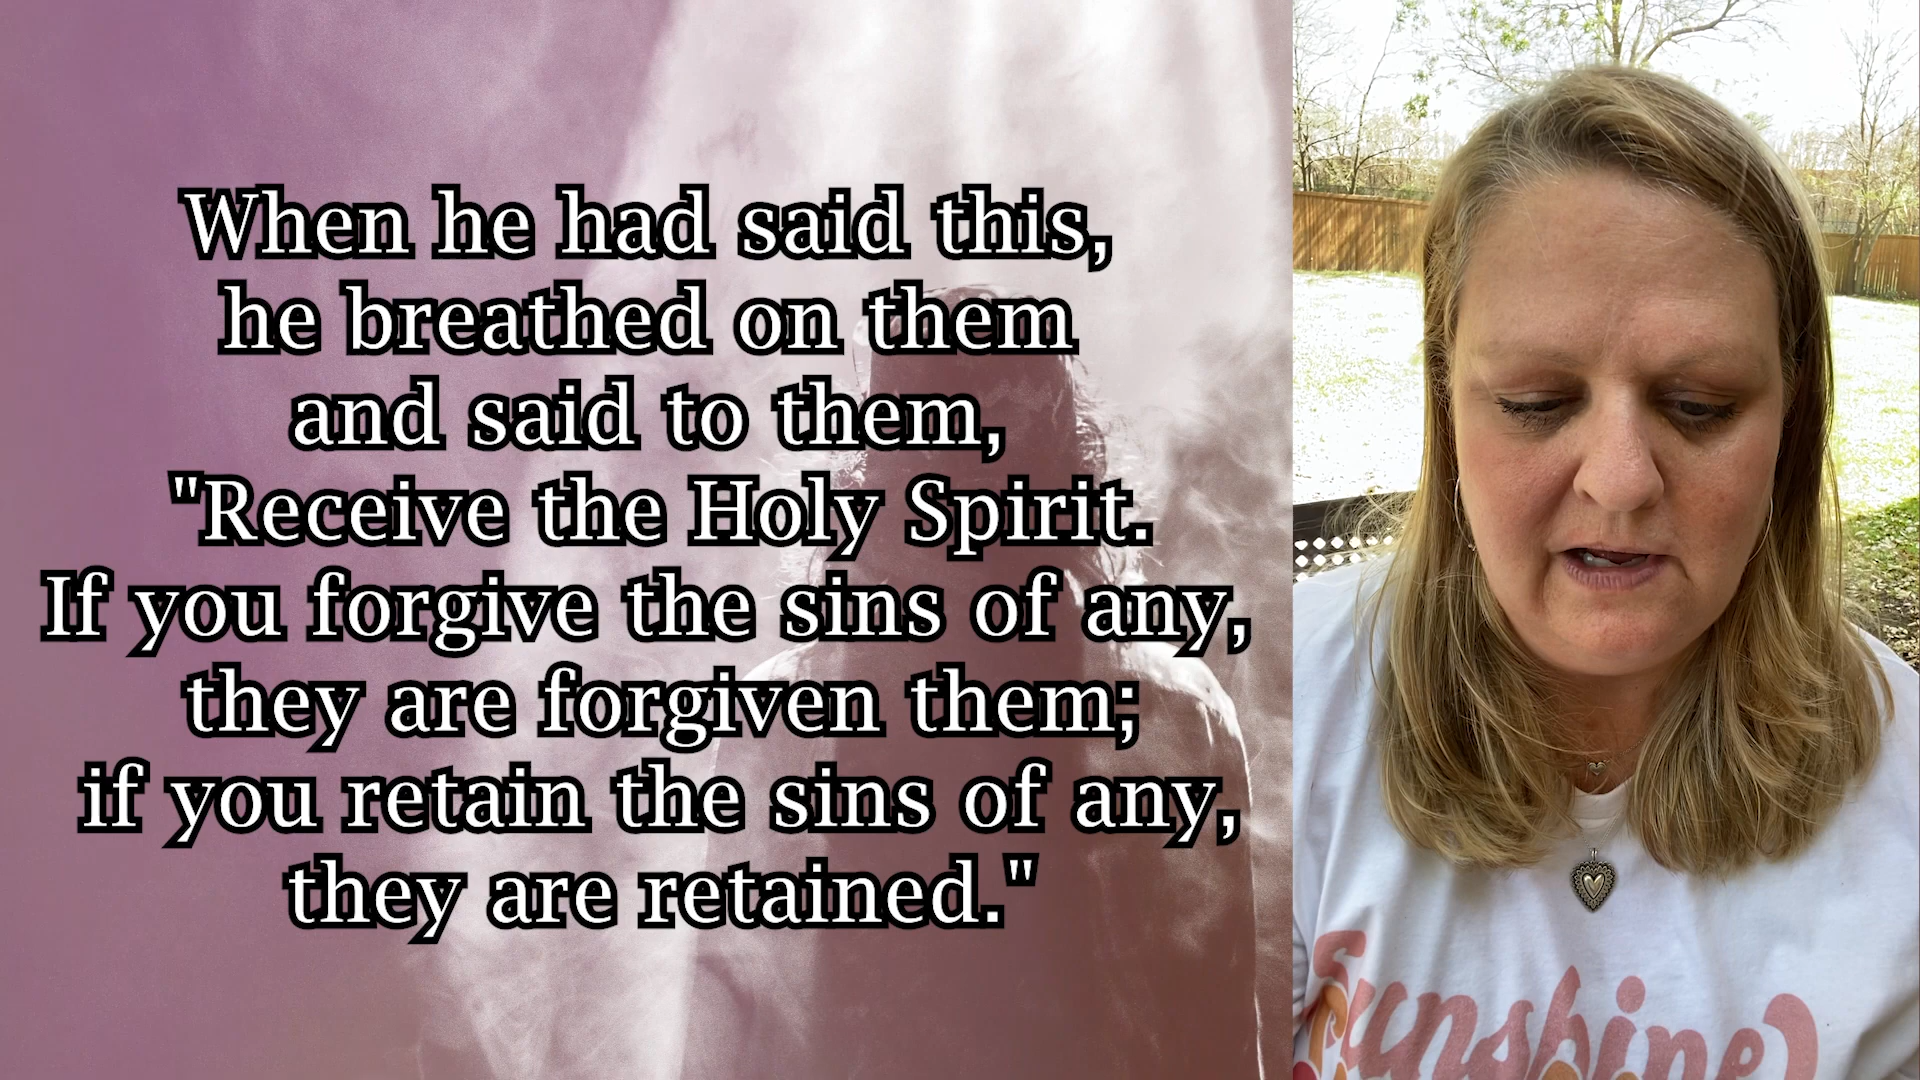 When he had said this,
he breathed on them
and said to them,
"Receive the Holy Spirit.
If you forgive the sins of any,
they are forgiven them;
if you retain the sins of any,
they are retained."
Sunshine